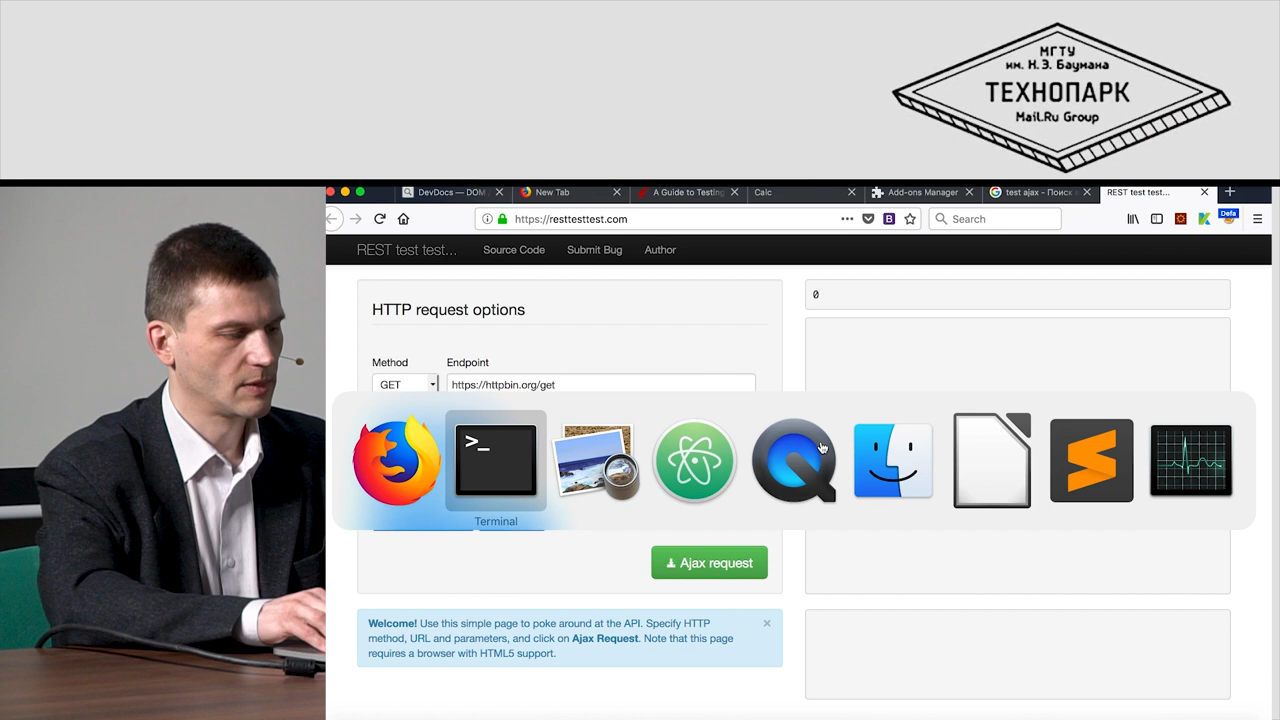 МГТУ
им. Н.Э. Баумана
ТЕХНОПАРК
Mail.Ru Group
DevDocs — DOM
New Tab
A Guide to Testing
Calc
Add-ons Manager
test ajax - Поиск
REST test test...
https://resttesttest.com
Search
Defa
REST test test...
Source Code
Submit Bug
Author
HTTP request options
0
Method
Endpoint
GET
https://httpbin.org/get
>_
Terminal
Ajax request
Welcome! Use this simple page to poke around at the API. Specify HTTP
method, URL and parameters, and click on Ajax Request. Note that this page
requires a browser with HTML5 support.